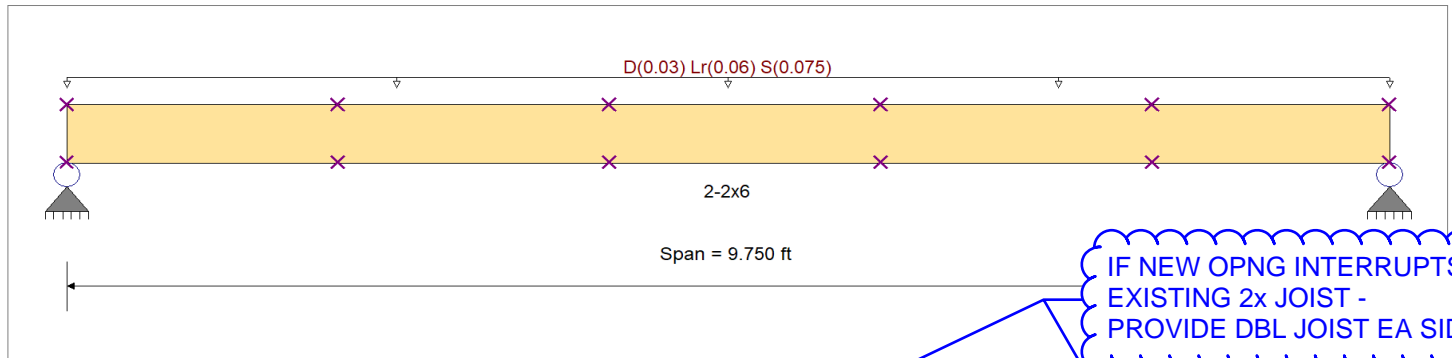 D(0.03) Lr(0.06) S(0.075)
2-2x6
Span = 9.750 ft
IF NEW OPNG INTERRUPTS
EXISTING 2x JOIST -
PROVIDE DBL JOIST EA